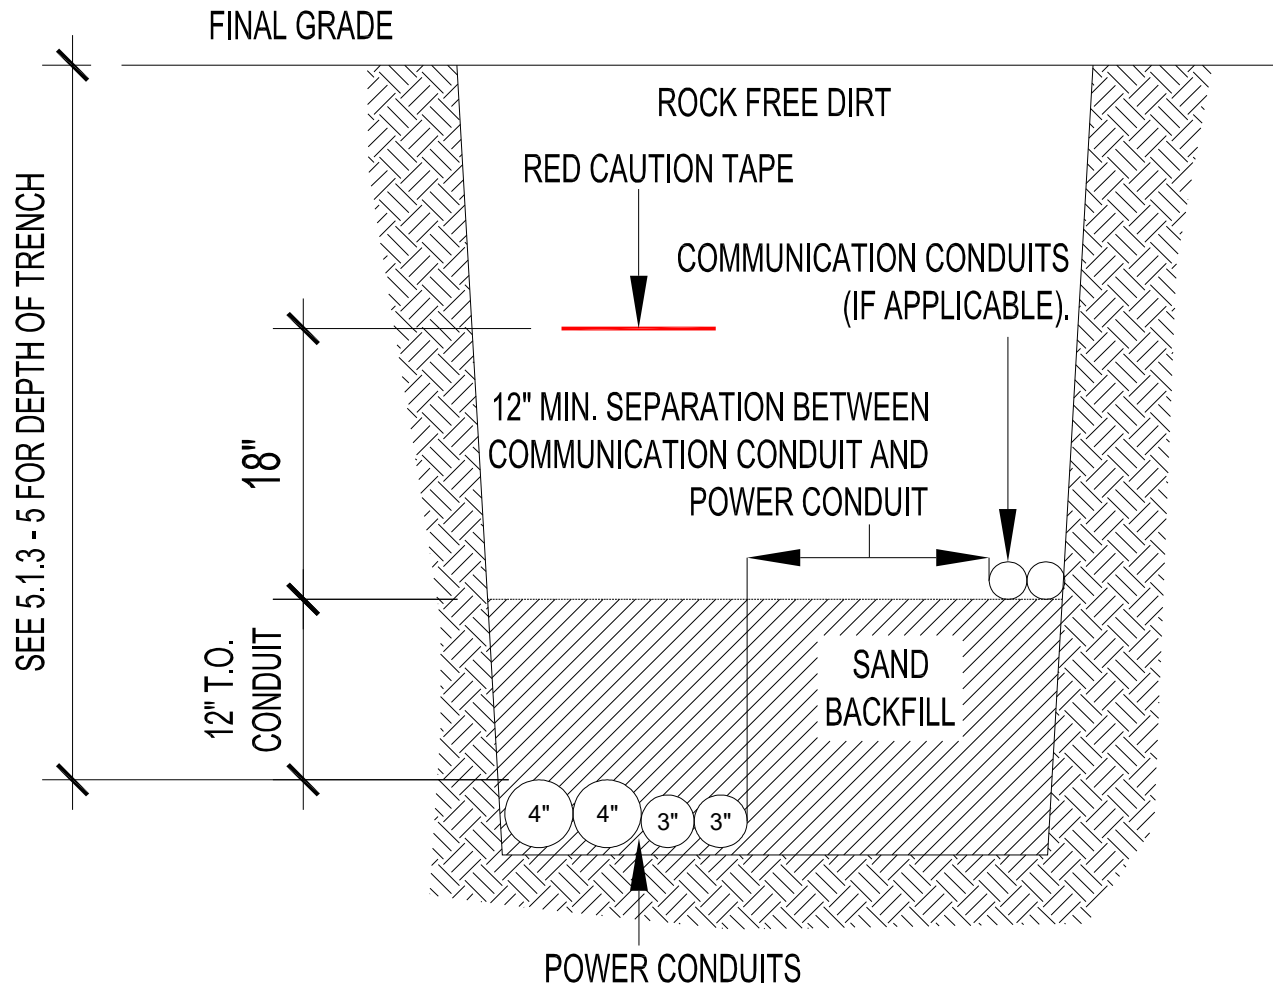 FINAL GRADE
ROCK FREE DIRT
RED CAUTION TAPE
COMMUNICATION CONDUITS
(IF APPLICABLE).
SEE 5.1.3 - 5 FOR DEPTH OF TRENCH
18"
12" MIN. SEPARATION BETWEEN
COMMUNICATION CONDUIT AND
POWER CONDUIT
12" T.O.
CONDUIT
SAND
BACKFILL
4"
4"
3"
3"
POWER CONDUITS